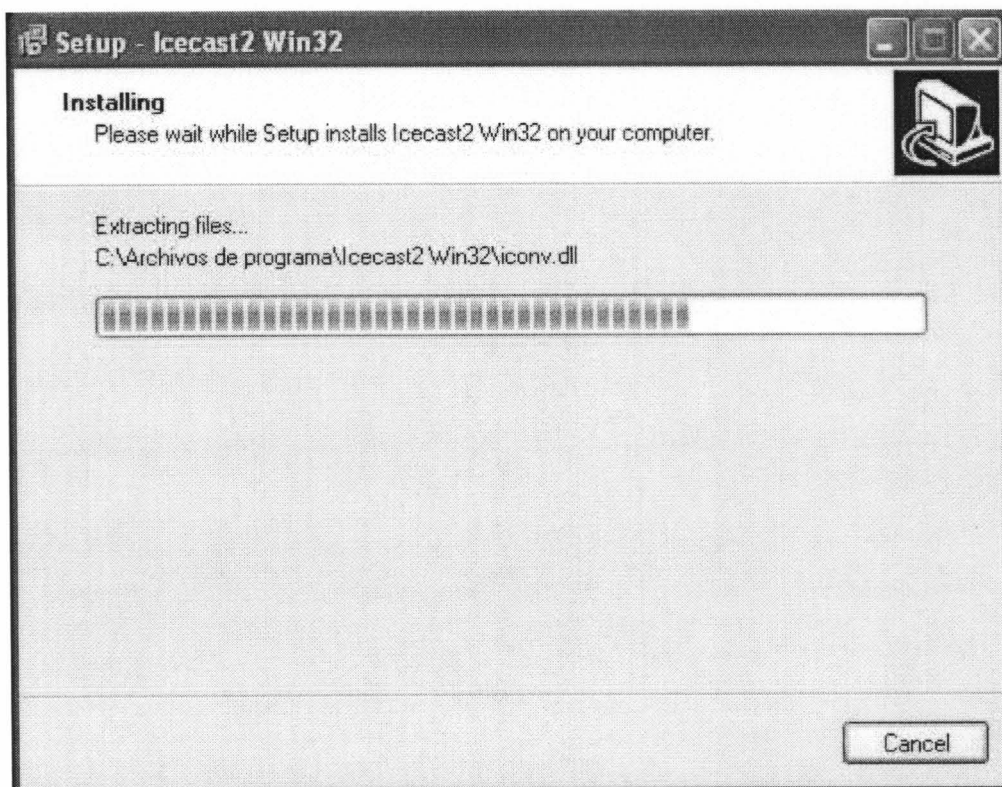 Setup - Icecast2 Win32
Installing
Please wait while Setup installs Icecast2 Win32 on your computer.
Extracting files...
C:\Archivos de programa\Icecast2 Win32\iconv.dll
Cancel